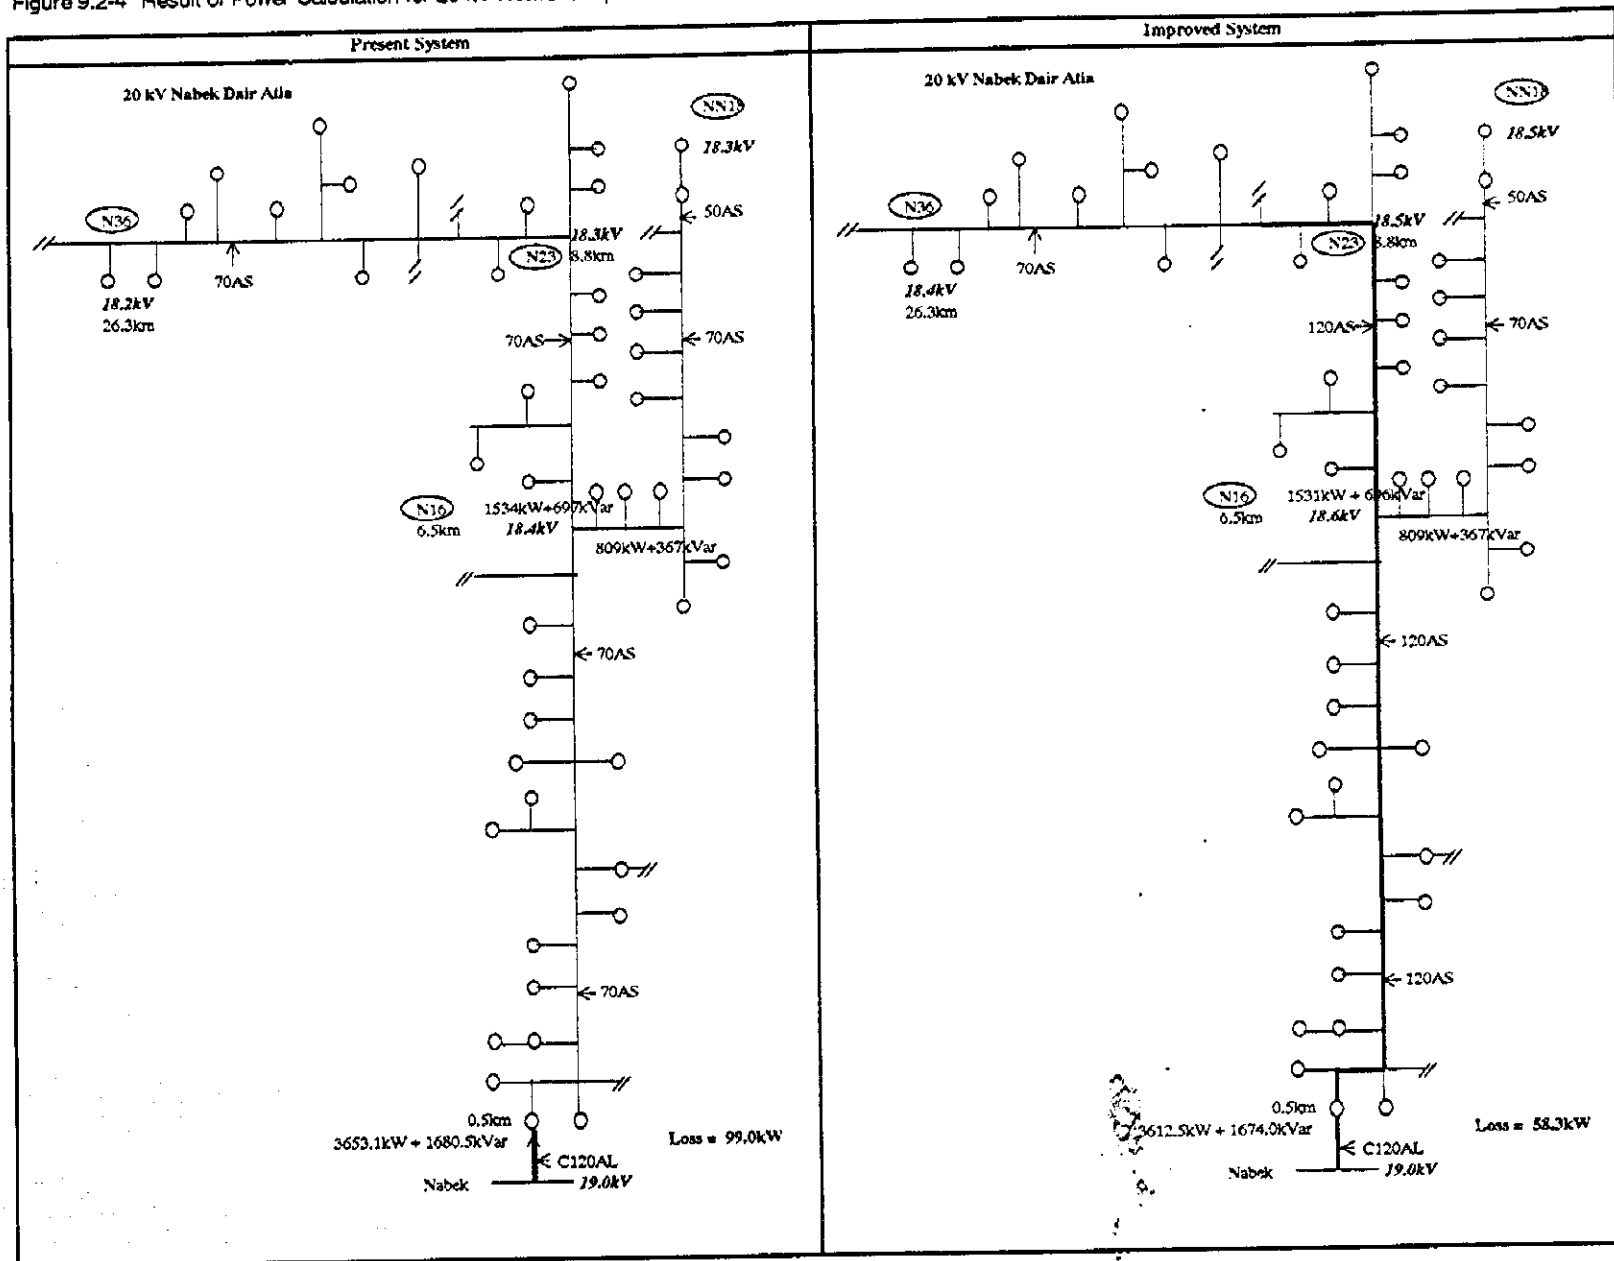 Figure 9.2-4 Result of Power Calculation for 20 kV
Present System
20 kV Nabek Dair Atia
NN18
18.3kV
50AS
N36
18.3kV
N23
8.8km
70AS
18.2kV
26.3km
70AS
70AS
N16
1534kW+697kVar
6.5km
18.4kV
809kW+367kVar
70AS
70AS
0.5km
3653.1kW + 1680.5kVar
Loss = 99.0kW
C120AL
Nabek
19.0kV
Improved System
20 kV Nabek Dair Atia
NN18
18.5kV
50AS
N36
18.5kV
N23
8.8km
70AS
18.4kV
26.3km
120AS
70AS
N16
1531kW + 696kVar
6.5km
18.6kV
809kW+367kVar
120AS
120AS
0.5km
3612.5kW + 1674.0kVar
Loss = 58.3kW
C120AL
Nabek
19.0kV